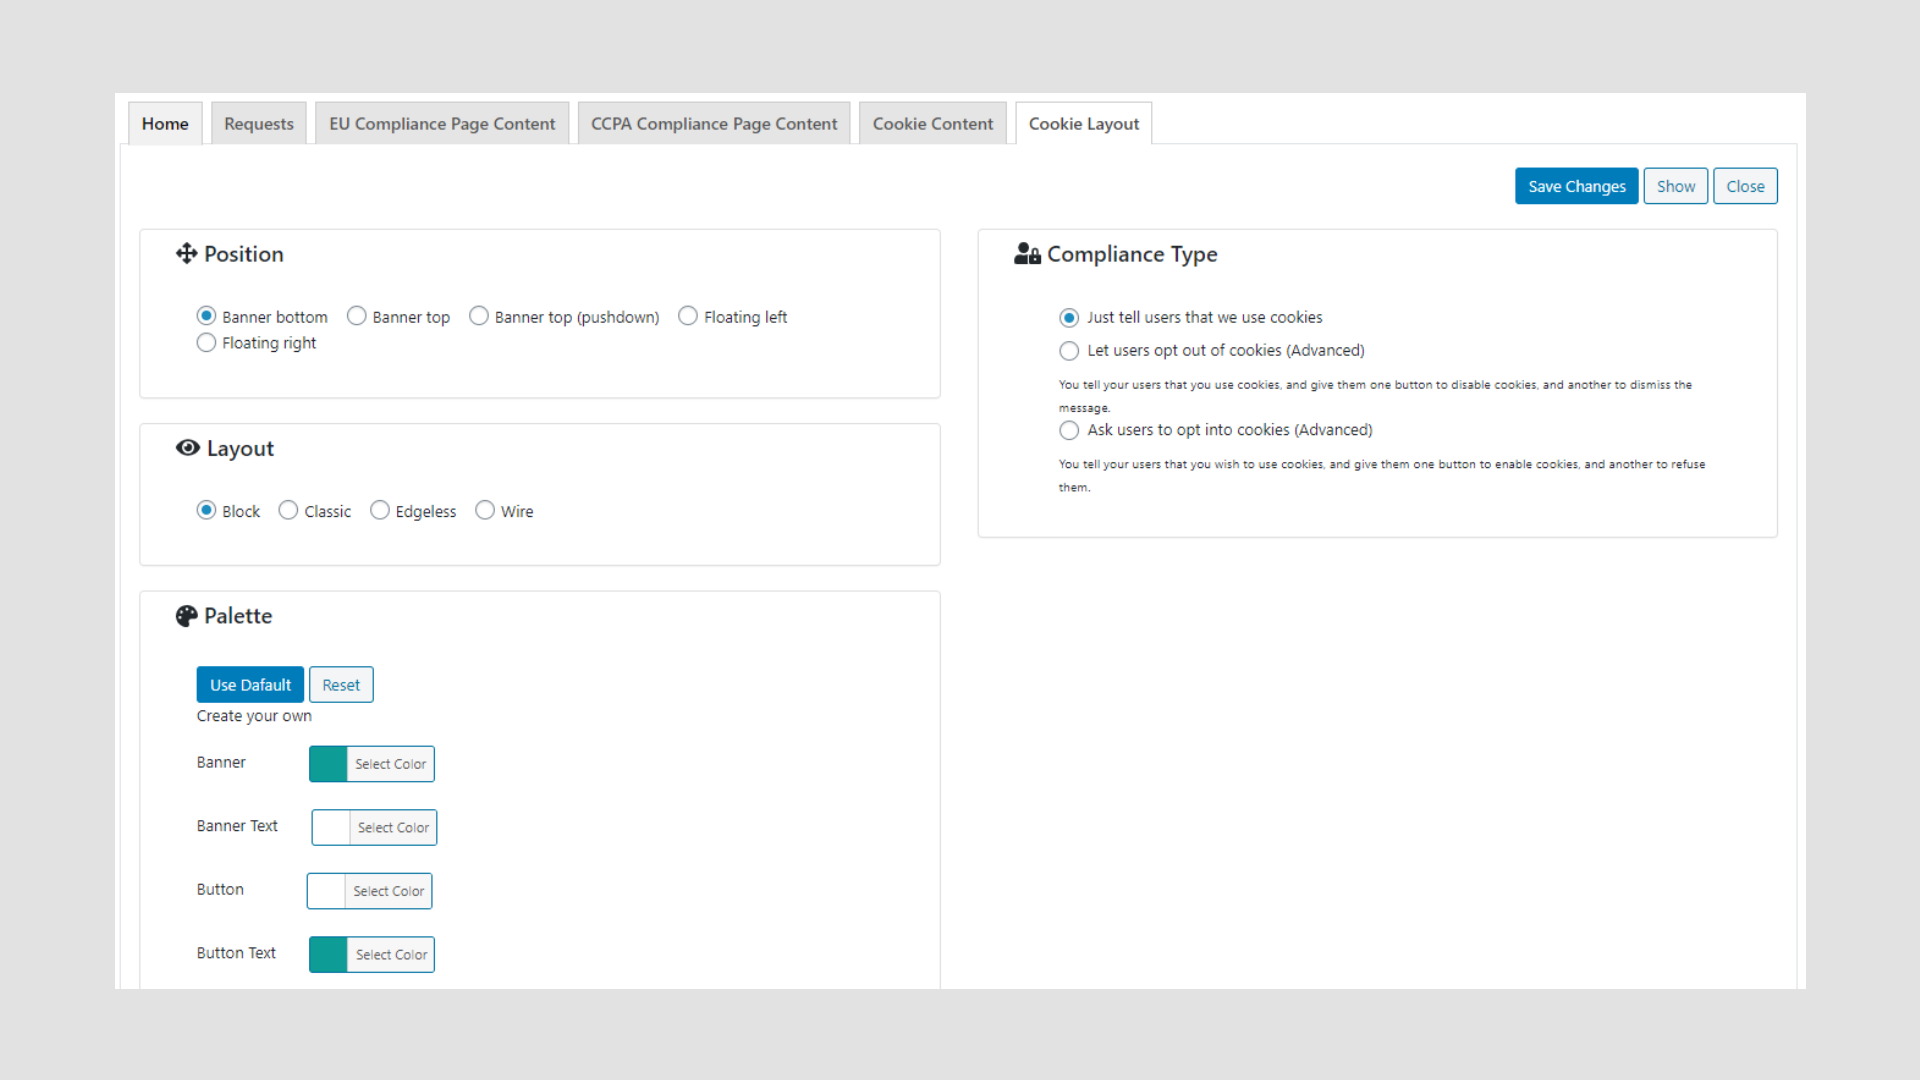 Home Requests EU Compliance Page Content CCPA Compliance Page Content Cookie Content Cookie Layout
Save Changes Show Close
Position
Banner bottom Banner top Banner top (pushdown) Floating left
Floating right
Layout
Block Classic Edgeless Wire
Palette
Use Dafault Reset
Create your own
Banner Select Color
Banner Text Select Color
Button Select Color
Button Text Select Color
Compliance Type
Just tell users that we use cookies
Let users opt out of cookies (Advanced)
You tell your users that you use cookies, and give them one button to disable cookies, and another to dismiss the
message.
Ask users to opt into cookies (Advanced)
You tell your users that you wish to use cookies, and give them one button to enable cookies, and another to refuse
them.